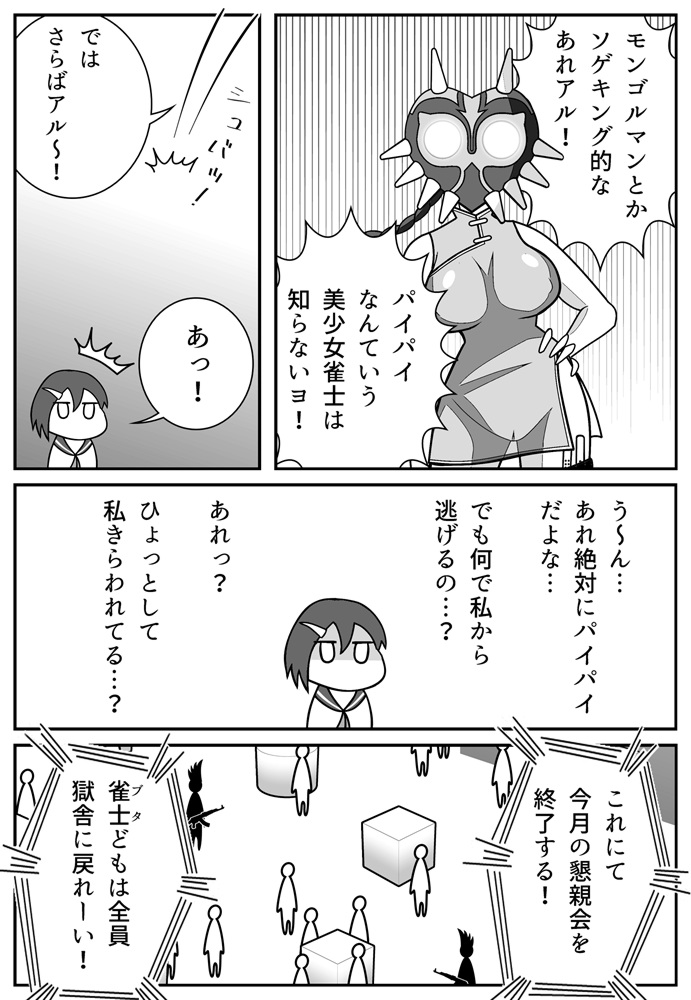 モンゴルマンとか
ソゲキング的な
あれアル！
パイパイ
なんていう
美少女雀士は
知らないヨ！
では
さらばアル～！
シュバッ！
あっ！
う～ん…
あれ絶対にパイパイ
だよな…
でも何で私から
逃げるの…？
あれっ？
ひょっとして
私きらわれてる…？
これにて
今月の懇親会を
終了する！
雀士どもは全員
ブタ
獄舎に戻れーい！